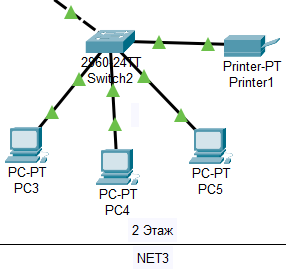 2960-24TT
Switch2
Printer-PT
Printer1
PC-PT
PC3
PC-PT
PC4
PC-PT
PC5
2 Этаж
NET3